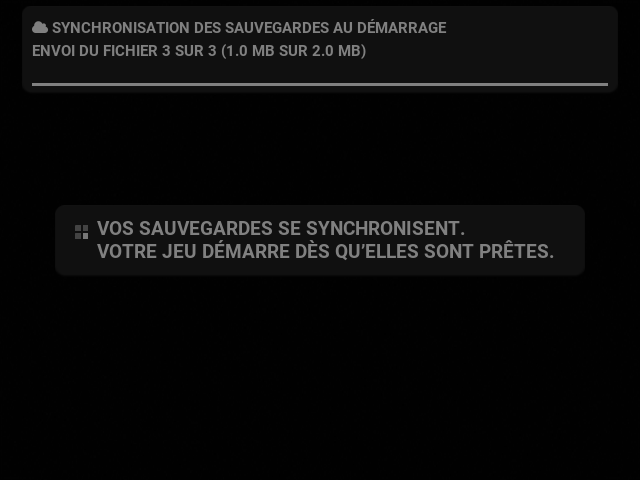 SYNCHRONISATION DES SAUVEGARDES AU DÉMARRAGE
ENVOI DU FICHIER 3 SUR 3 (1.0 MB SUR 2.0 MB)
VOS SAUVEGARDES SE SYNCHRONISENT.
VOTRE JEU DÉMARRE DÈS QU’ELLES SONT PRÊTES.